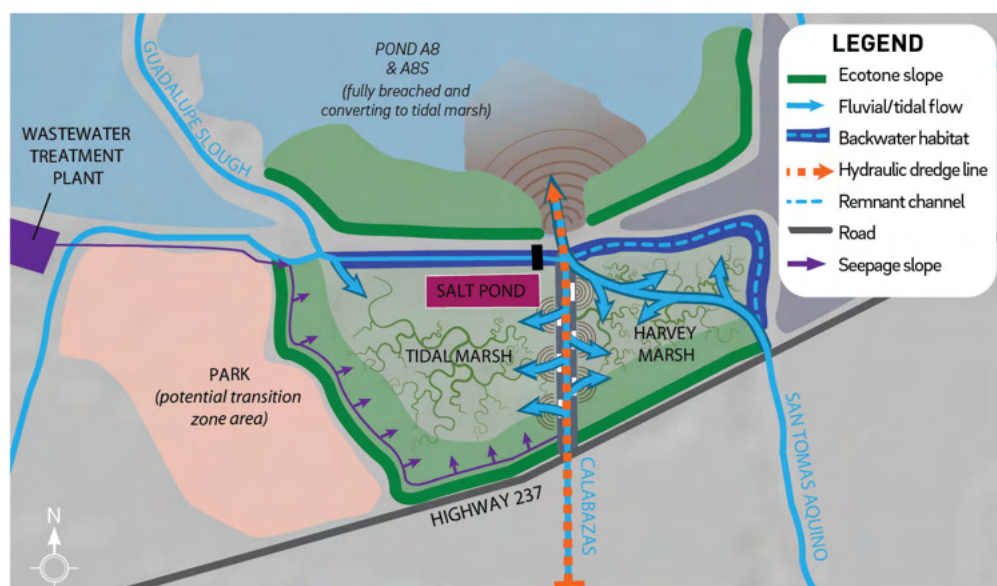 POND A8
& A8S
(fully breached and
converting to tidal marsh)
GUADALUPE SLOUGH
WASTEWATER
TREATMENT
PLANT
LEGEND
Ecotone slope
Fluvial/tidal flow
Backwater habitat
Hydraulic dredge line
Remnant channel
Road
Seepage slope
SALT POND
TIDAL MARSH
HARVEY
MARSH
PARK
(potential transition
zone area)
HIGHWAY 237
CALABAZAS
SAN TOMAS AQUINO
N